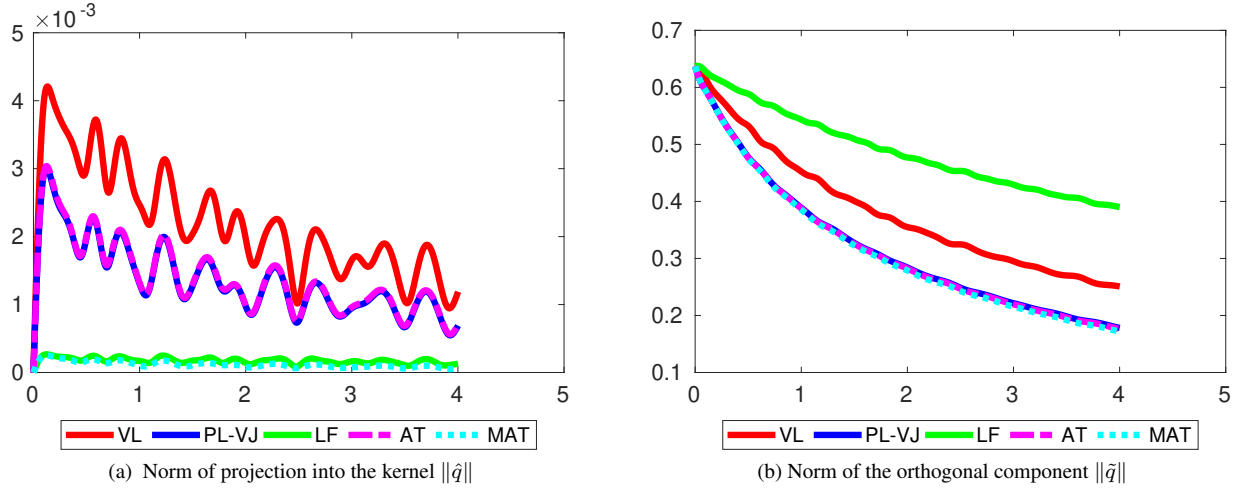 ×10⁻³
5
4
3
2
1
0
0 1 2 3 4 5
VL PL-VJ LF AT MAT
(a) Norm of projection into the kernel ||q̂||
0.7
0.6
0.5
0.4
0.3
0.2
0.1
0 1 2 3 4 5
VL PL-VJ LF AT MAT
(b) Norm of the orthogonal component ||q̃||